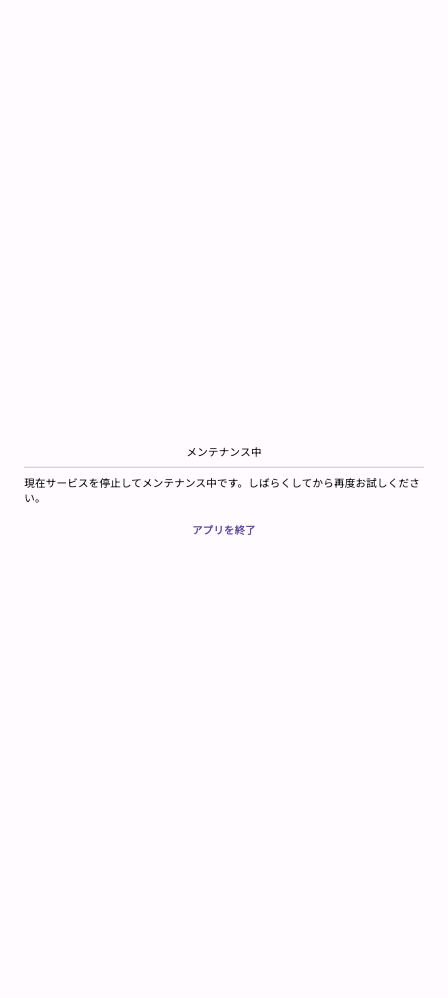 メンテナンス中
現在サービスを停止してメンテナンス中です。しばらくしてから再度お試しくださ
い。
アプリを終了